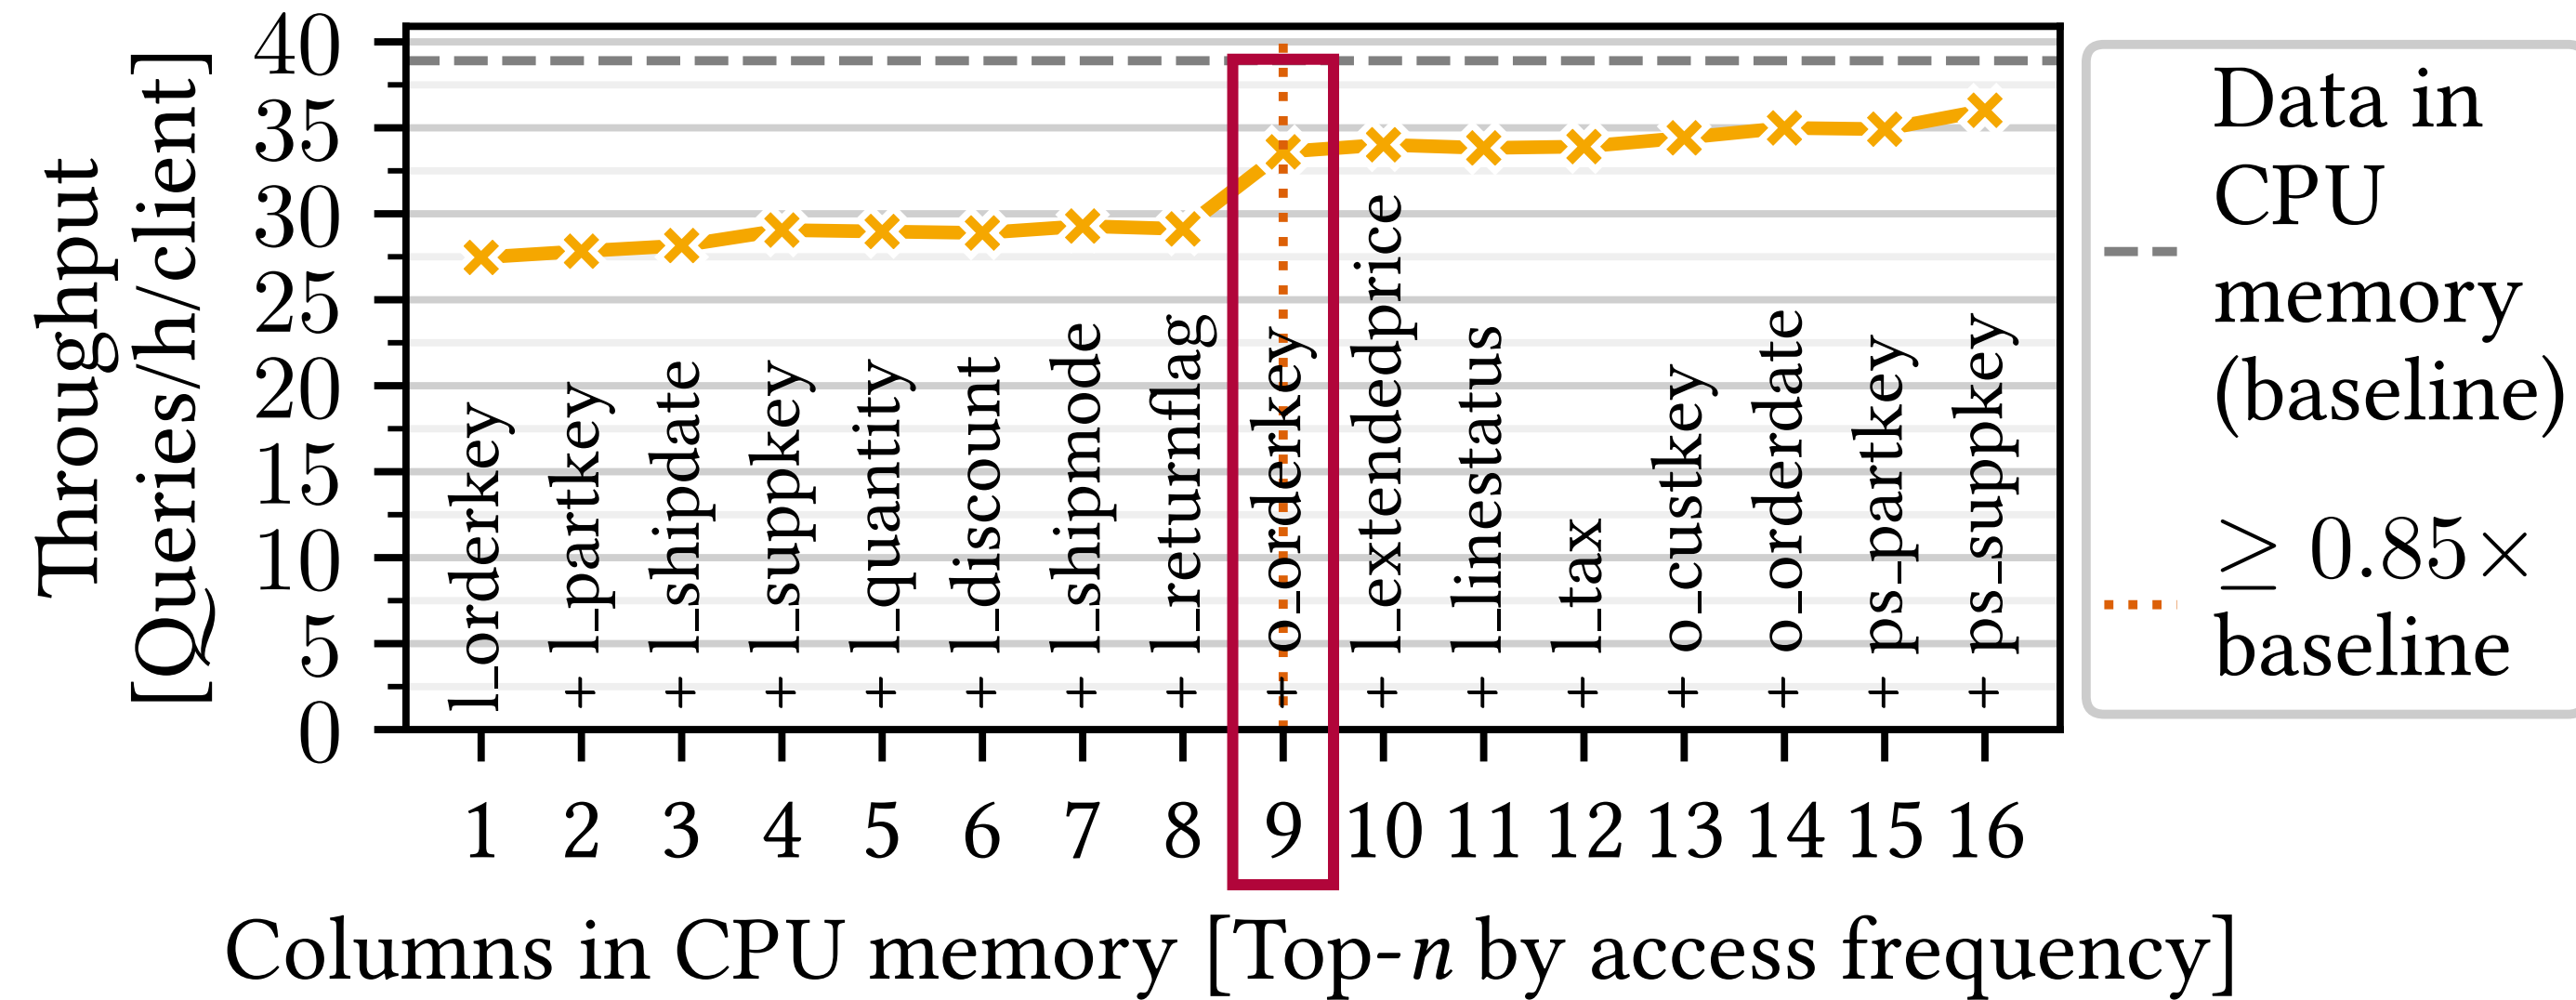 Throughput
[Queries/h/client]
40
35
30
25
20
15
10
5
0
l_orderkey
+ l_partkey
+ l_shipdate
+ l_suppkey
+ l_quantity
+ l_discount
+ l_shipmode
+ l_returnflag
+ o_orderkey
+ l_extendedprice
+ l_linestatus
+ l_tax
+ o_custkey
+ o_orderdate
+ ps_partkey
+ ps_suppkey
1 2 3 4 5 6 7 8 9 10 11 12 13 14 15 16
Columns in CPU memory [Top-n by access frequency]
Data in
CPU
memory
(baseline)
≥ 0.85×
baseline